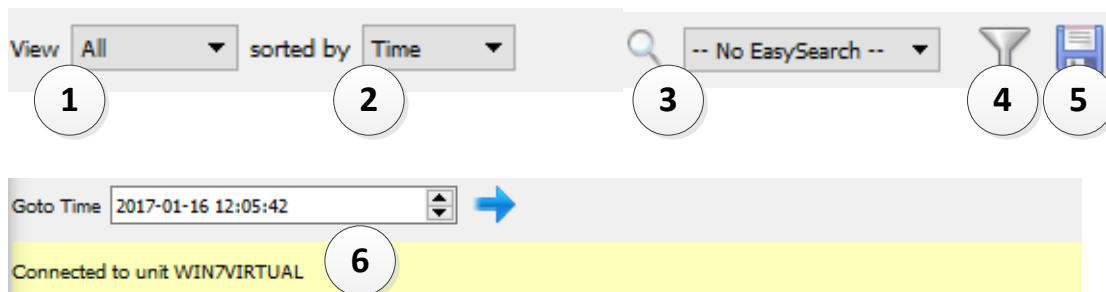 View All sorted by Time -- No EasySearch --
1 2 3 4 5
Goto Time 2017-01-16 12:05:42
6
Connected to unit WIN7VIRTUAL